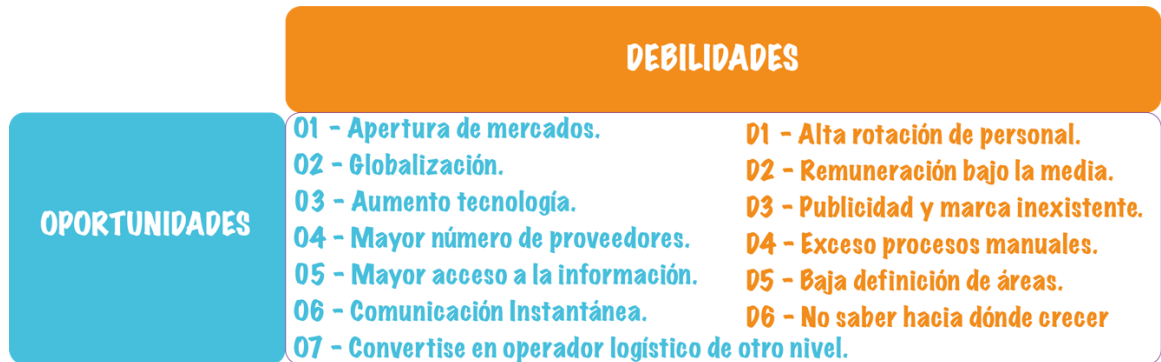 DEBILIDADES
OPORTUNIDADES
O1 - Apertura de mercados.
O2 - Globalización.
O3 - Aumento tecnología.
O4 - Mayor número de proveedores.
O5 - Mayor acceso a la información.
O6 - Comunicación Instantánea.
O7 - Convertise en operador logístico de otro nivel.
D1 - Alta rotación de personal.
D2 - Remuneración bajo la media.
D3 - Publicidad y marca inexistente.
D4 - Exceso procesos manuales.
D5 - Baja definición de áreas.
D6 - No saber hacia dónde crecer